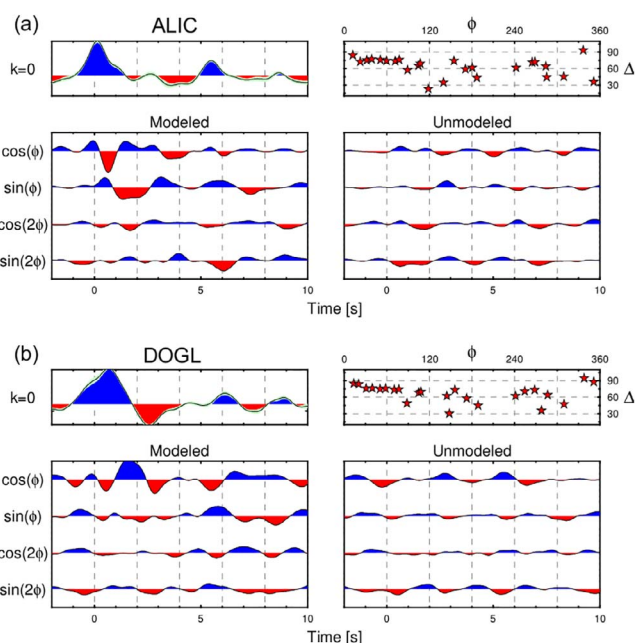 (a) ALIC
k=0
ϕ
0 120 240 360
90
60
30
Δ
Modeled Unmodeled
cos(ϕ)
sin(ϕ)
cos(2ϕ)
sin(2ϕ)
0 5 10 0 5 10
Time [s]
(b) DOGL
k=0
ϕ
0 120 240 360
90
60
30
Δ
Modeled Unmodeled
cos(ϕ)
sin(ϕ)
cos(2ϕ)
sin(2ϕ)
0 5 10 0 5 10
Time [s]